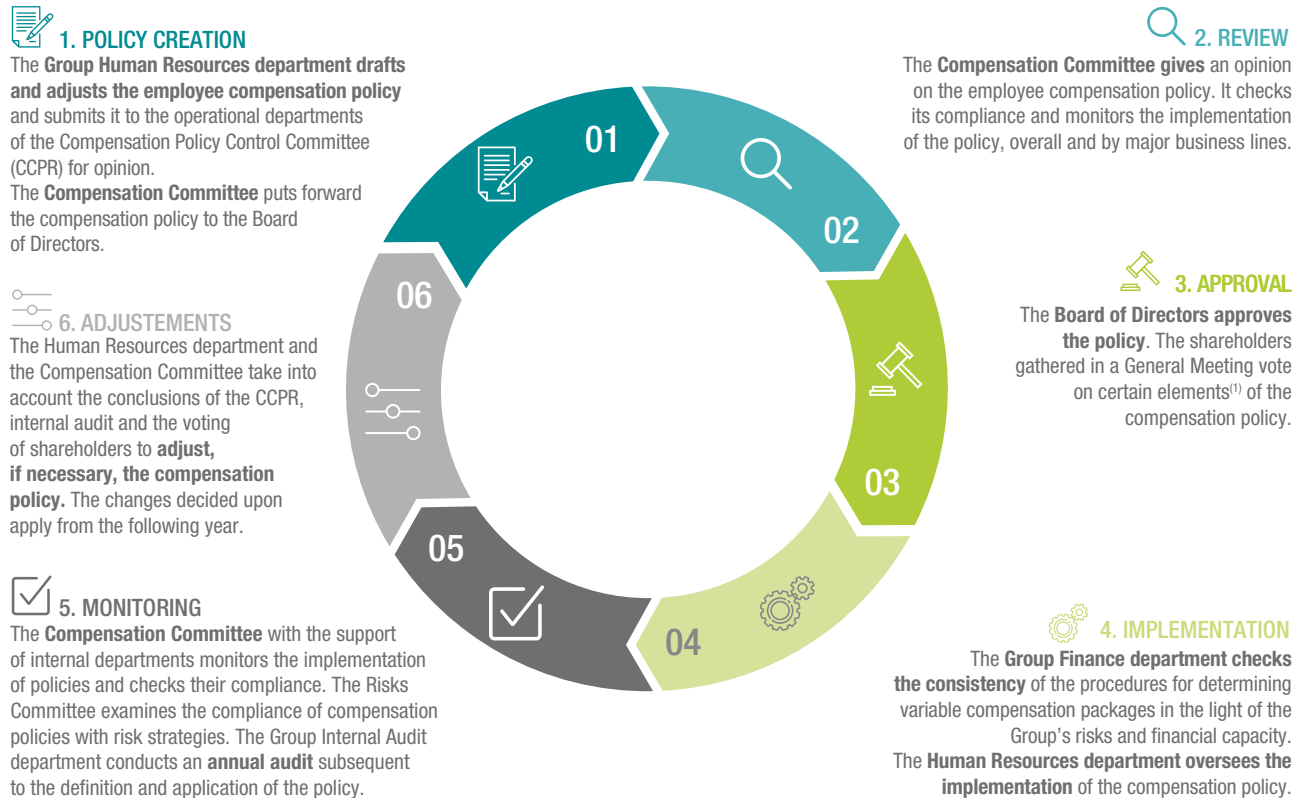 1. POLICY CREATION
The Group Human Resources department drafts
and adjusts the employee compensation policy
and submits it to the operational departments
of the Compensation Policy Control Committee
(CCPR) for opinion.
The Compensation Committee puts forward
the compensation policy to the Board
of Directors.
2. REVIEW
The Compensation Committee gives an opinion
on the employee compensation policy. It checks
its compliance and monitors the implementation
of the policy, overall and by major business lines.
3. APPROVAL
The Board of Directors approves
the policy. The shareholders
gathered in a General Meeting vote
on certain elements(1) of the
compensation policy.
4. IMPLEMENTATION
The Group Finance department checks
the consistency of the procedures for determining
variable compensation packages in the light of the
Group’s risks and financial capacity.
The Human Resources department oversees the
implementation of the compensation policy.
5. MONITORING
The Compensation Committee with the support
of internal departments monitors the implementation
of policies and checks their compliance. The Risks
Committee examines the compliance of compensation
policies with risk strategies. The Group Internal Audit
department conducts an annual audit subsequent
to the definition and application of the policy.
6. ADJUSTEMENTS
The Human Resources department and
the Compensation Committee take into
account the conclusions of the CCPR,
internal audit and the voting
of shareholders to adjust,
if necessary, the compensation
policy. The changes decided upon
apply from the following year.
01
02
03
04
05
06